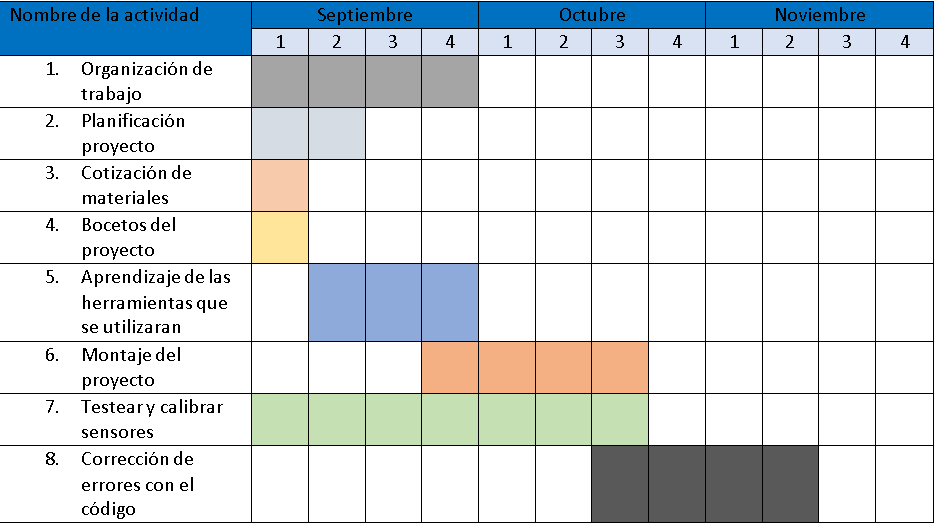 Nombre de la actividad Septiembre Octubre Noviembre
1 2 3 4 1 2 3 4 1 2 3 4
1. Organización de
trabajo
2. Planificación
proyecto
3. Cotización de
materiales
4. Bocetos del
proyecto
5. Aprendizaje de las
herramientas que
se utilizaran
6. Montaje del
proyecto
7. Testear y calibrar
sensores
8. Corrección de
errores con el
código